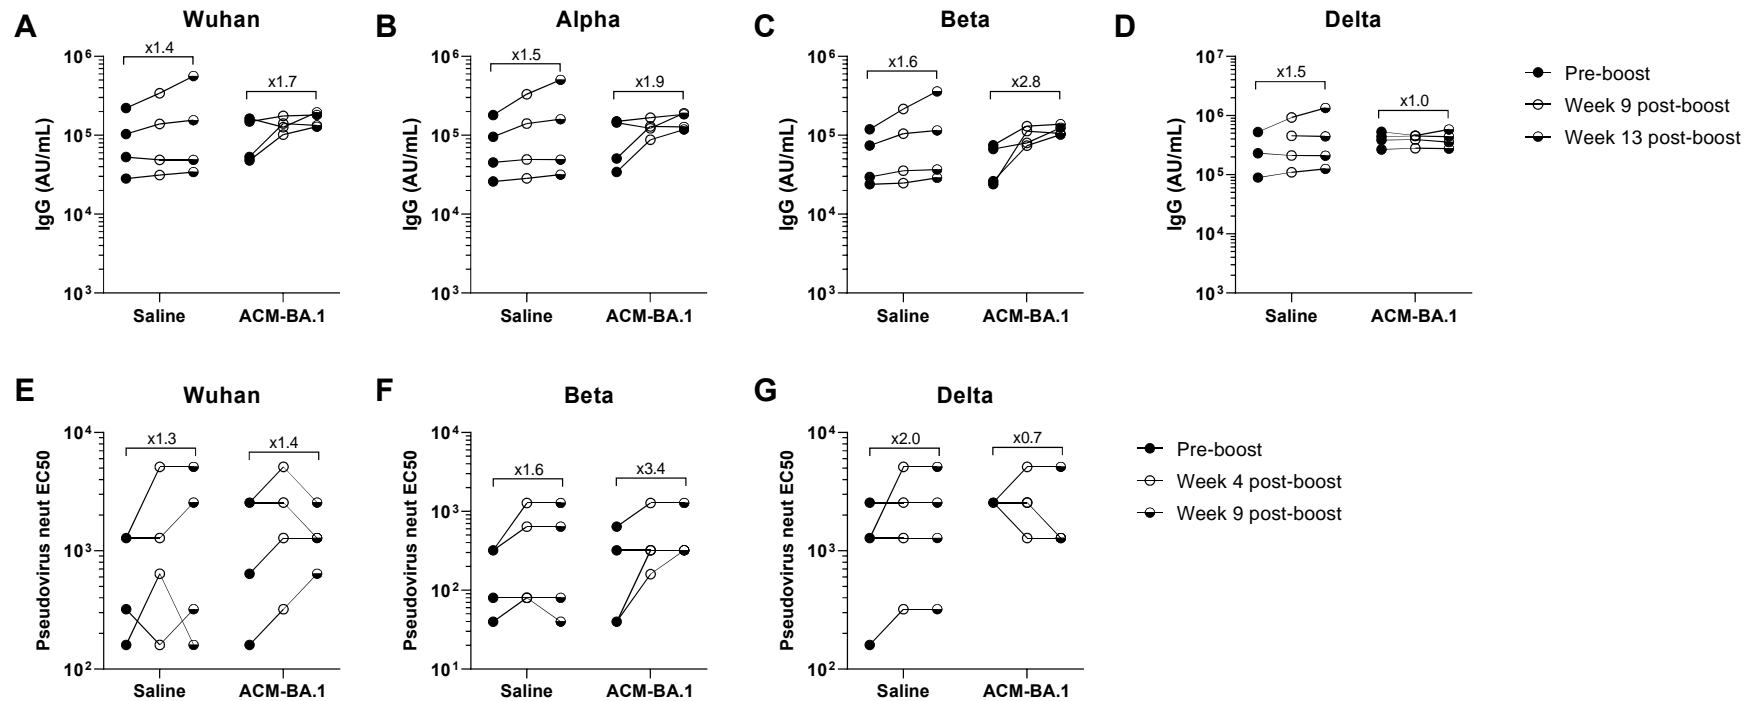 A Wuhan
x1.4
x1.7
IgG (AU/mL)
10⁶
10⁵
10⁴
10³
Saline ACM-BA.1
B Alpha
x1.5
x1.9
IgG (AU/mL)
10⁶
10⁵
10⁴
10³
Saline ACM-BA.1
C Beta
x1.6
x2.8
IgG (AU/mL)
10⁶
10⁵
10⁴
10³
Saline ACM-BA.1
D Delta
x1.5
x1.0
IgG (AU/mL)
10⁷
10⁶
10⁵
10⁴
10³
Saline ACM-BA.1
Pre-boost
Week 9 post-boost
Week 13 post-boost
E Wuhan
x1.3
x1.4
Pseudovirus neut EC50
10⁴
10³
10²
Saline ACM-BA.1
F Beta
x1.6
x3.4
Pseudovirus neut EC50
10⁴
10³
10²
10¹
Saline ACM-BA.1
G Delta
x2.0
x0.7
Pseudovirus neut EC50
10⁴
10³
10²
Saline ACM-BA.1
Pre-boost
Week 4 post-boost
Week 9 post-boost